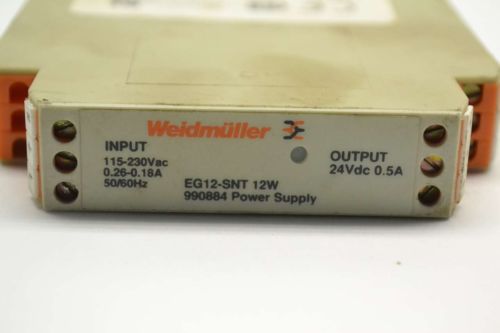 Weidmüller
INPUT
115-230Vac
0.26-0.18A
50/60Hz
EG12-SNT 12W
990884 Power Supply
OUTPUT
24Vdc 0.5A